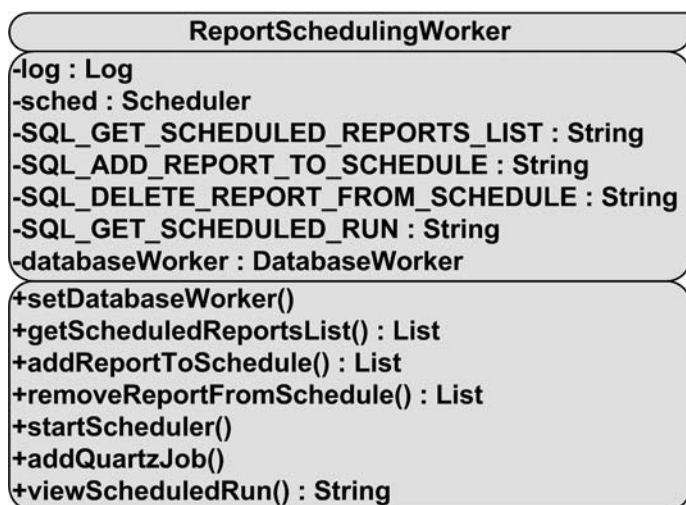 ReportSchedulingWorker
-log : Log
-sched : Scheduler
-SQL_GET_SCHEDULED_REPORTS_LIST : String
-SQL_ADD_REPORT_TO_SCHEDULE : String
-SQL_DELETE_REPORT_FROM_SCHEDULE : String
-SQL_GET_SCHEDULED_RUN : String
-databaseWorker : DatabaseWorker
+setDatabaseWorker()
+getScheduledReportsList() : List
+addReportToSchedule() : List
+removeReportFromSchedule() : List
+startScheduler()
+addQuartzJob()
+viewScheduledRun() : String